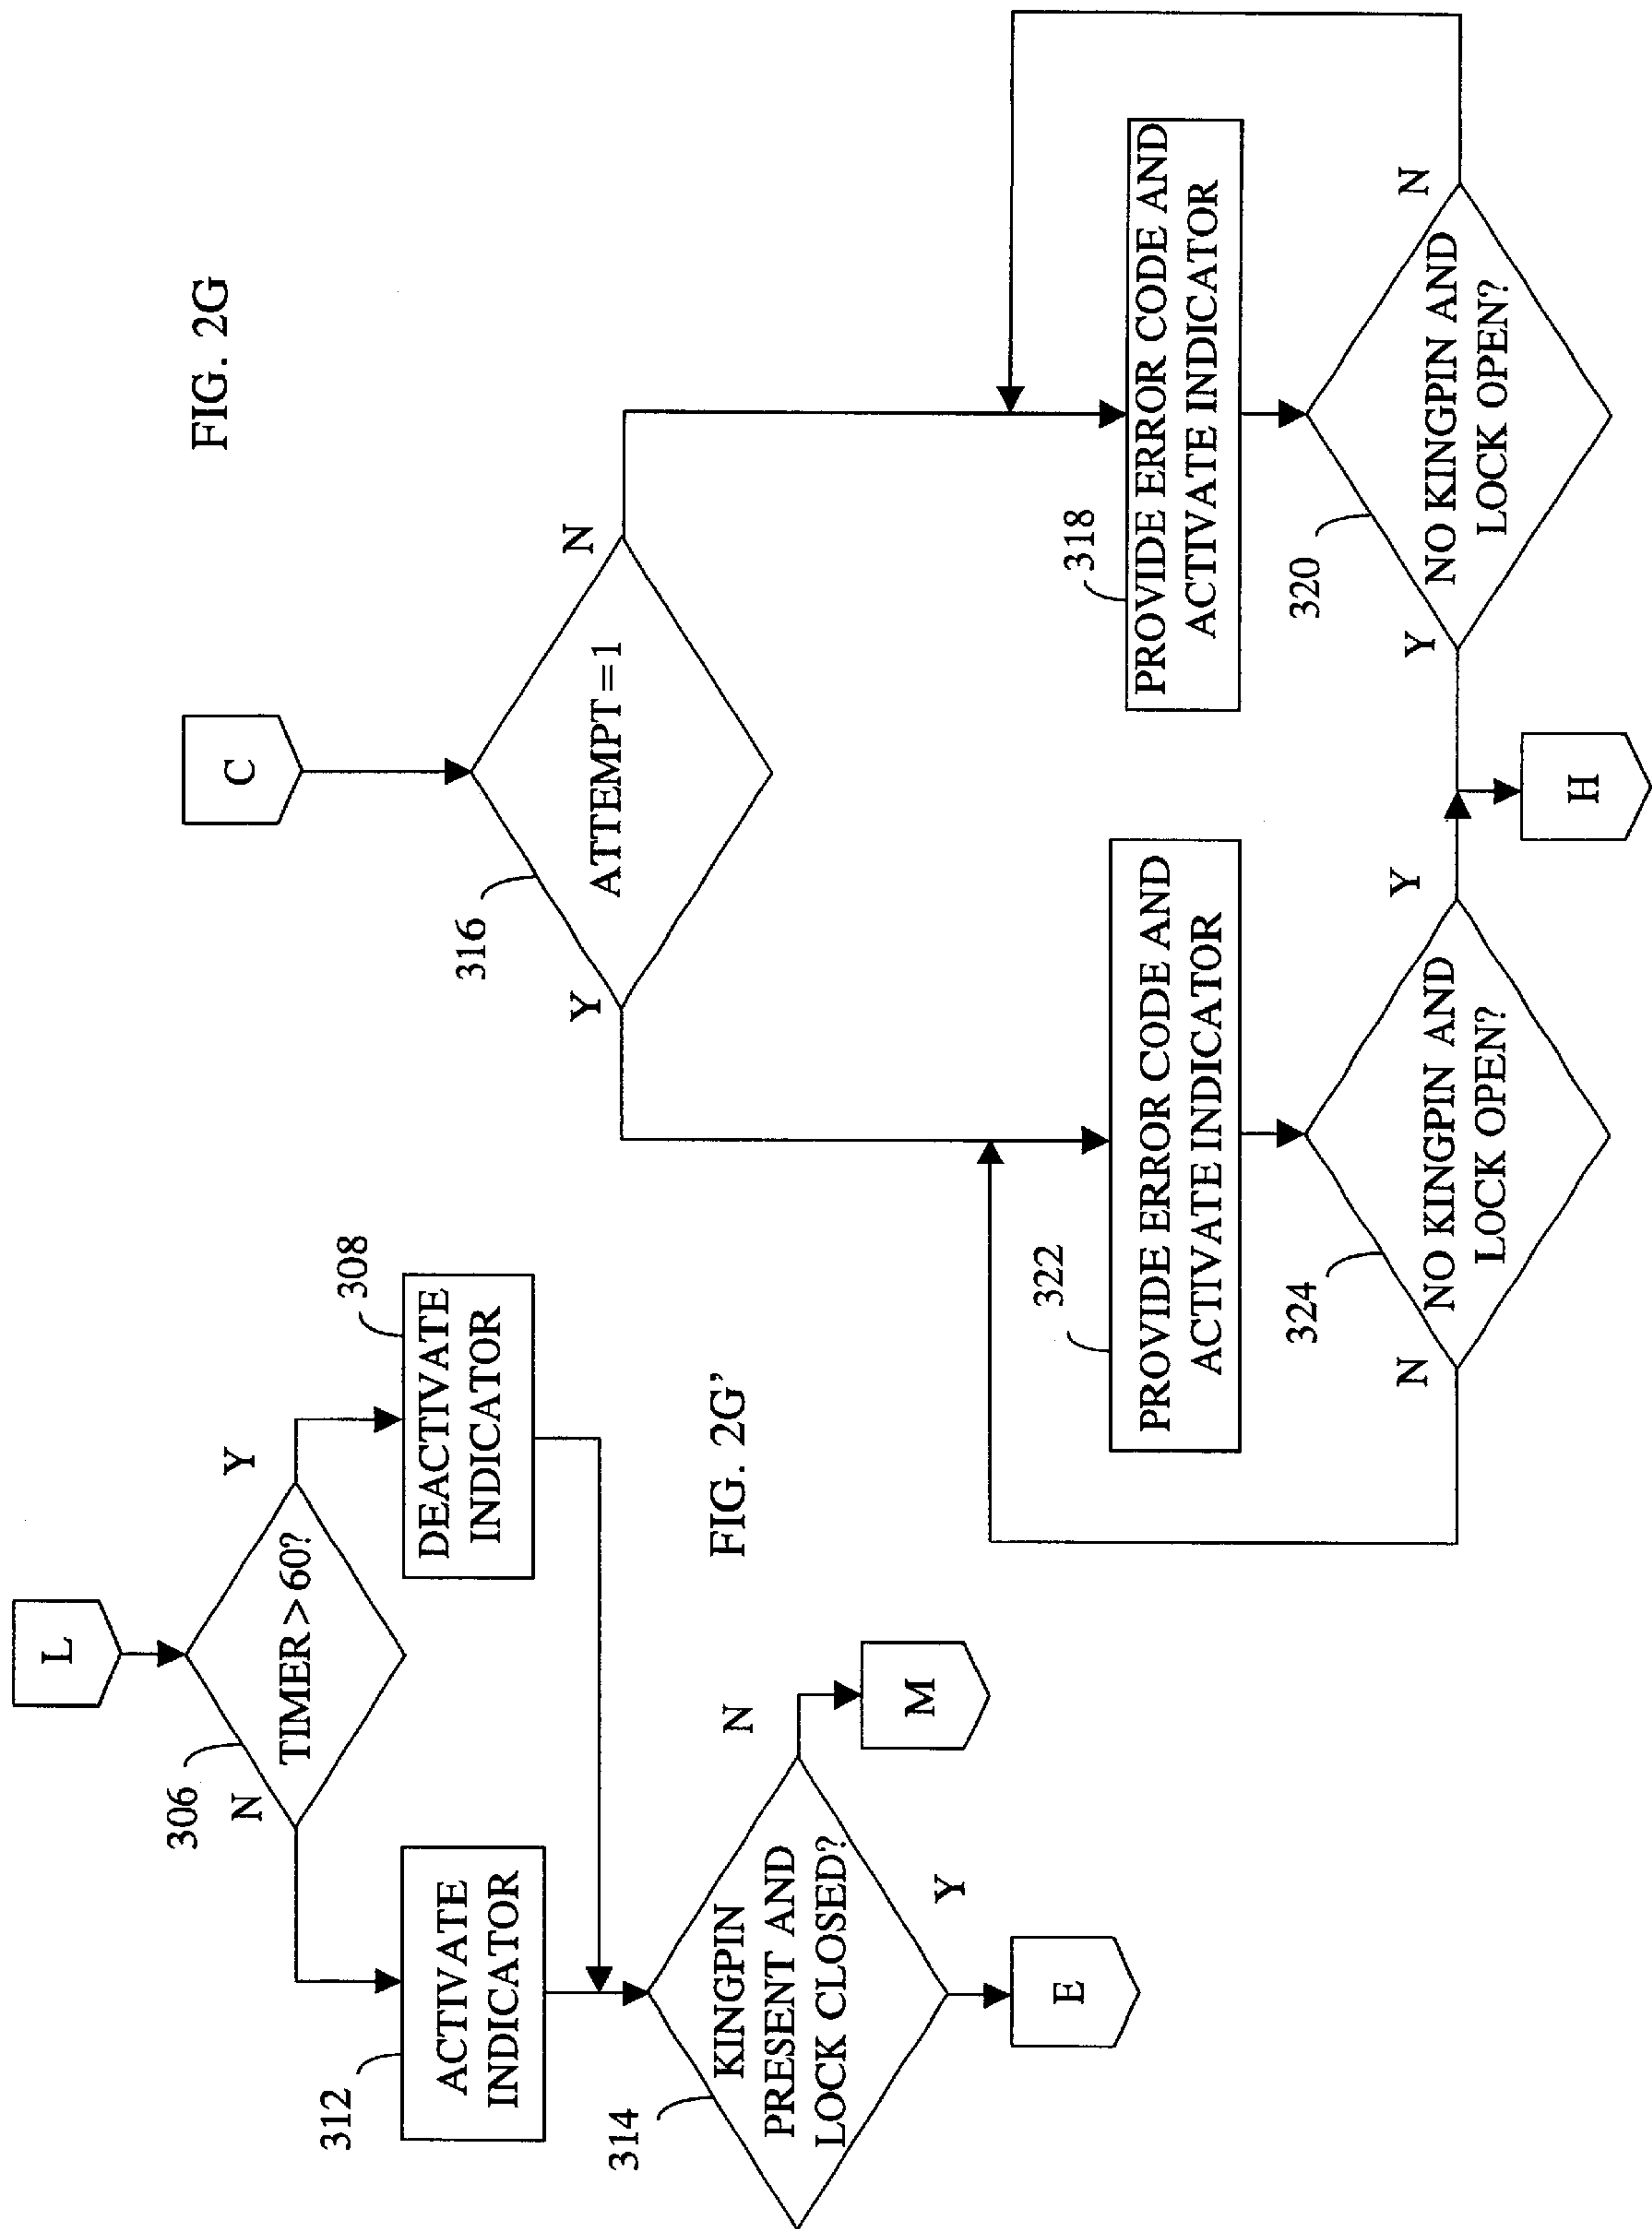 FIG. 2G
C
316
ATTEMPT = 1
Y
N
318
PROVIDE ERROR CODE AND
ACTIVATE INDICATOR
320
NO KINGPIN AND
LOCK OPEN?
Y
N
322
PROVIDE ERROR CODE AND
ACTIVATE INDICATOR
324
NO KINGPIN AND
LOCK OPEN?
N
Y
H
FIG. 2G'
L
306
TIMER > 60?
N
Y
308
DEACTIVATE
INDICATOR
312
ACTIVATE
INDICATOR
314
KINGPIN
PRESENT AND
LOCK CLOSED?
N
M
Y
E